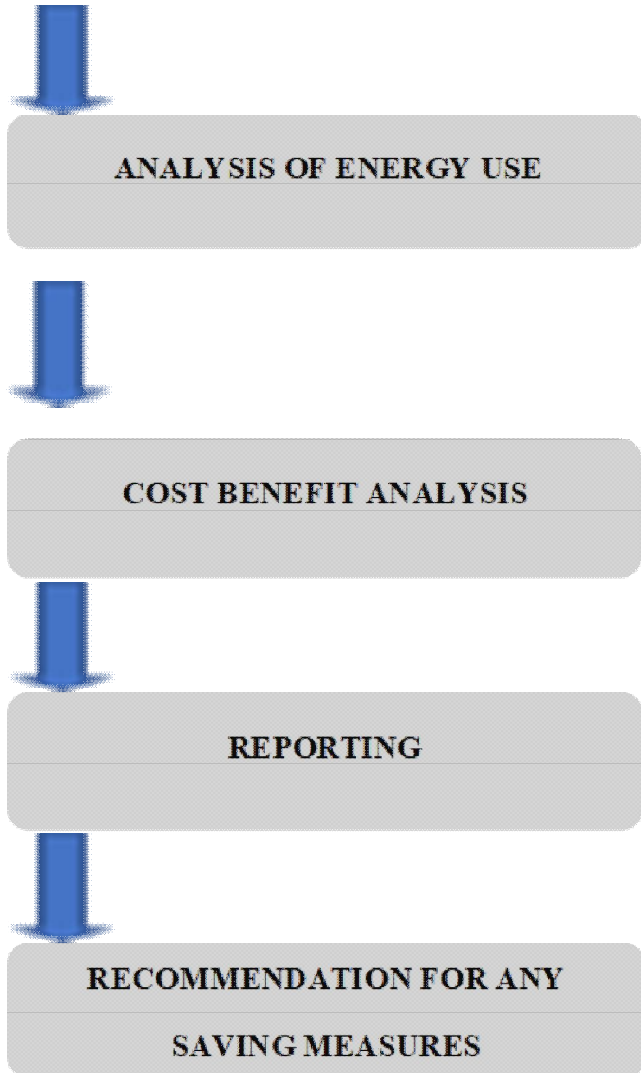 ANALYSIS OF ENERGY USE
COST BENEFIT ANALYSIS
REPORTING
RECOMMENDATION FOR ANY
SAVING MEASURES